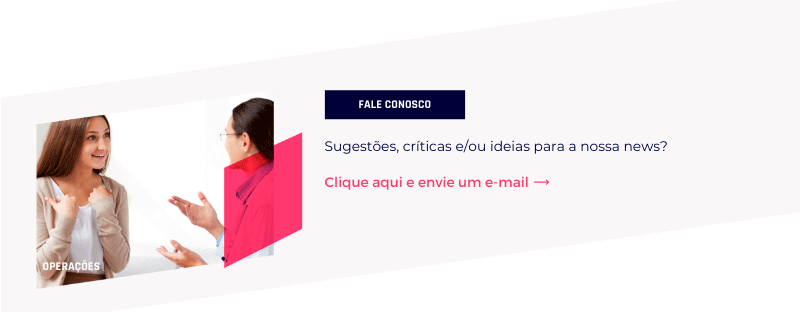 FALE CONOSCO
Sugestões, críticas e/ou ideias para a nossa news?
Clique aqui e envie um e-mail ⟶
OPERAÇÕES